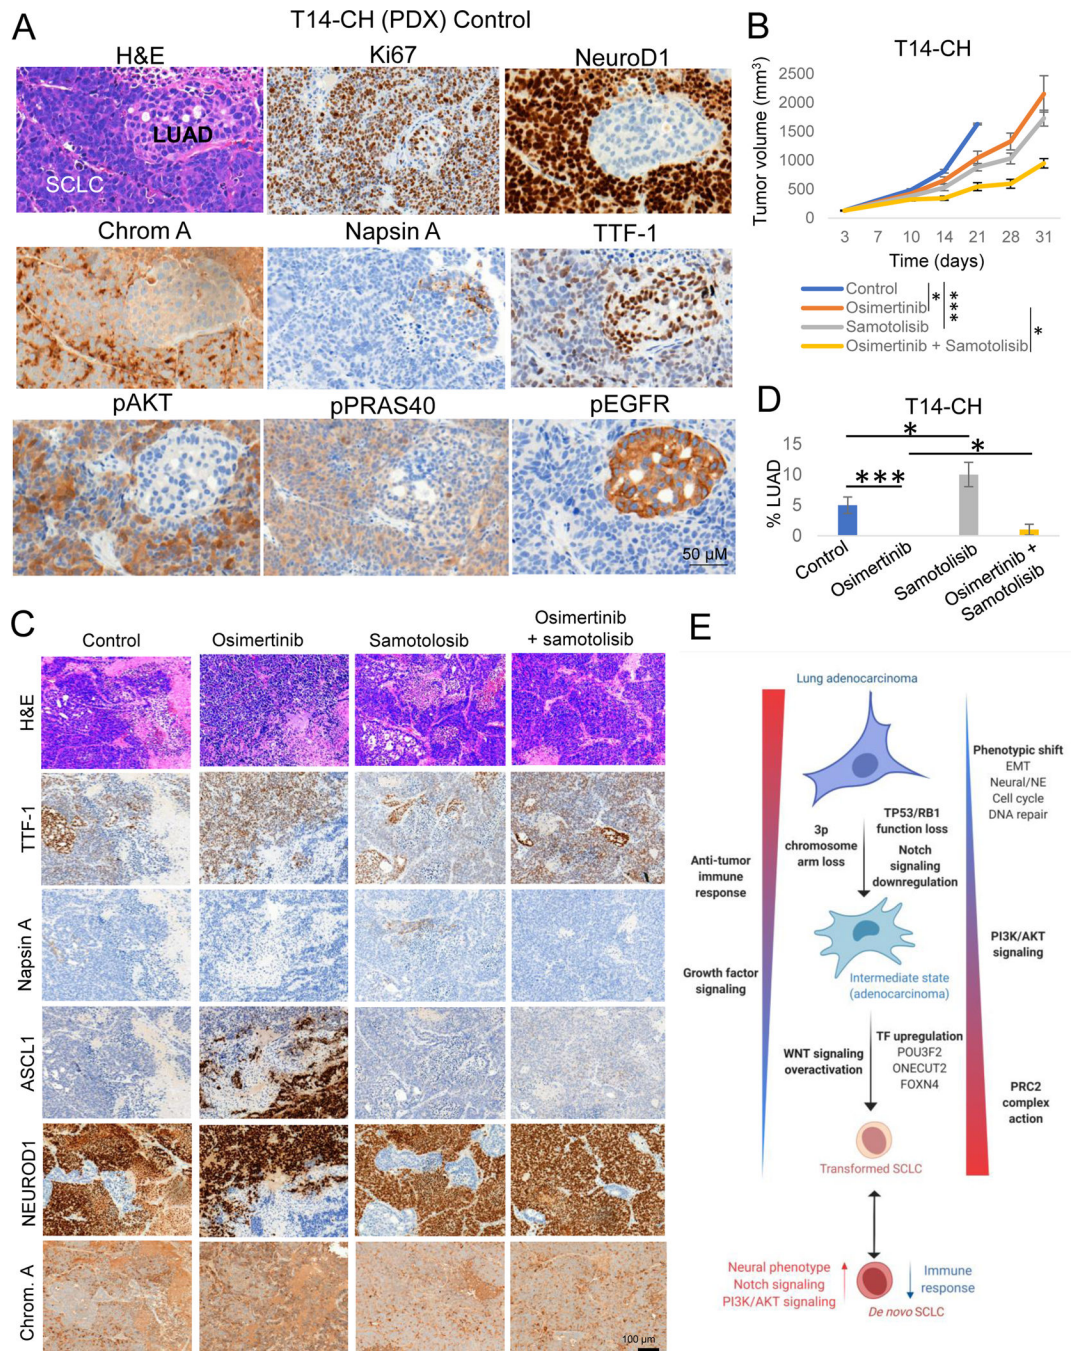 A
T14-CH (PDX) Control
H&E
Ki67
NeuroD1
LUAD
SCLC
Chrom A
Napsin A
TTF-1
pAKT
pPRAS40
pEGFR
50 µM
B
T14-CH
Tumor volume (mm³)
2500
2000
1500
1000
500
0
3 7 10 14 21 28 31
Time (days)
Control
Osimertinib
Samotolisib
Osimertinib + Samotolisib
*
***
*
D
T14-CH
% LUAD
15
10
5
0
*
*
***
Control
Osimertinib
Samotolisib
Osimertinib +
Samotolisib
C
Control
Osimertinib
Samotolosib
Osimertinib
+ samotolisib
H&E
TTF-1
Napsin A
ASCL1
NEUROD1
Chrom. A
100 µm
E
Lung adenocarcinoma
Phenotypic shift
EMT
Neural/NE
Cell cycle
DNA repair
3p
chromosome
arm loss
TP53/RB1
function loss
Notch
signaling
downregulation
Anti-tumor
immune
response
PI3K/AKT
signaling
Growth factor
signaling
Intermediate state
(adenocarcinoma)
WNT signaling
overactivation
TF upregulation
POU3F2
ONECUT2
FOXN4
PRC2
complex
action
Transformed SCLC
Neural phenotype
Notch signaling
PI3K/AKT signaling
Immune
response
De novo SCLC